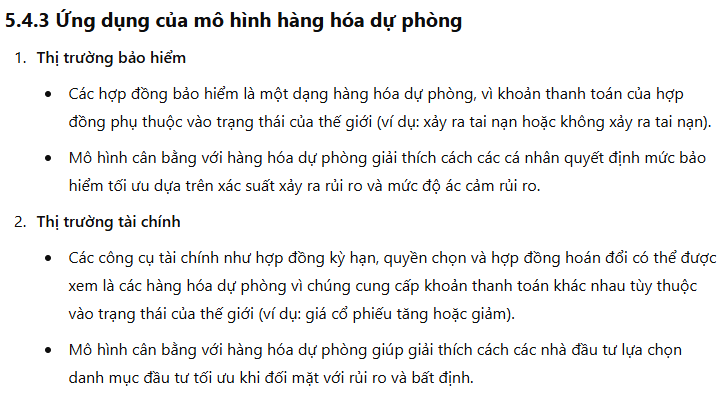 5.4.3 Ứng dụng của mô hình hàng hóa dự phòng
1. Thị trường bảo hiểm
• Các hợp đồng bảo hiểm là một dạng hàng hóa dự phòng, vì khoản thanh toán của hợp
đồng phụ thuộc vào trạng thái của thế giới (ví dụ: xảy ra tai nạn hoặc không xảy ra tai nạn).
• Mô hình cân bằng với hàng hóa dự phòng giải thích cách các cá nhân quyết định mức bảo
hiểm tối ưu dựa trên xác suất xảy ra rủi ro và mức độ ác cảm rủi ro.
2. Thị trường tài chính
• Các công cụ tài chính như hợp đồng kỳ hạn, quyền chọn và hợp đồng hoán đổi có thể được
xem là các hàng hóa dự phòng vì chúng cung cấp khoản thanh toán khác nhau tùy thuộc
vào trạng thái của thế giới (ví dụ: giá cổ phiếu tăng hoặc giảm).
• Mô hình cân bằng với hàng hóa dự phòng giúp giải thích cách các nhà đầu tư lựa chọn
danh mục đầu tư tối ưu khi đối mặt với rủi ro và bất định.